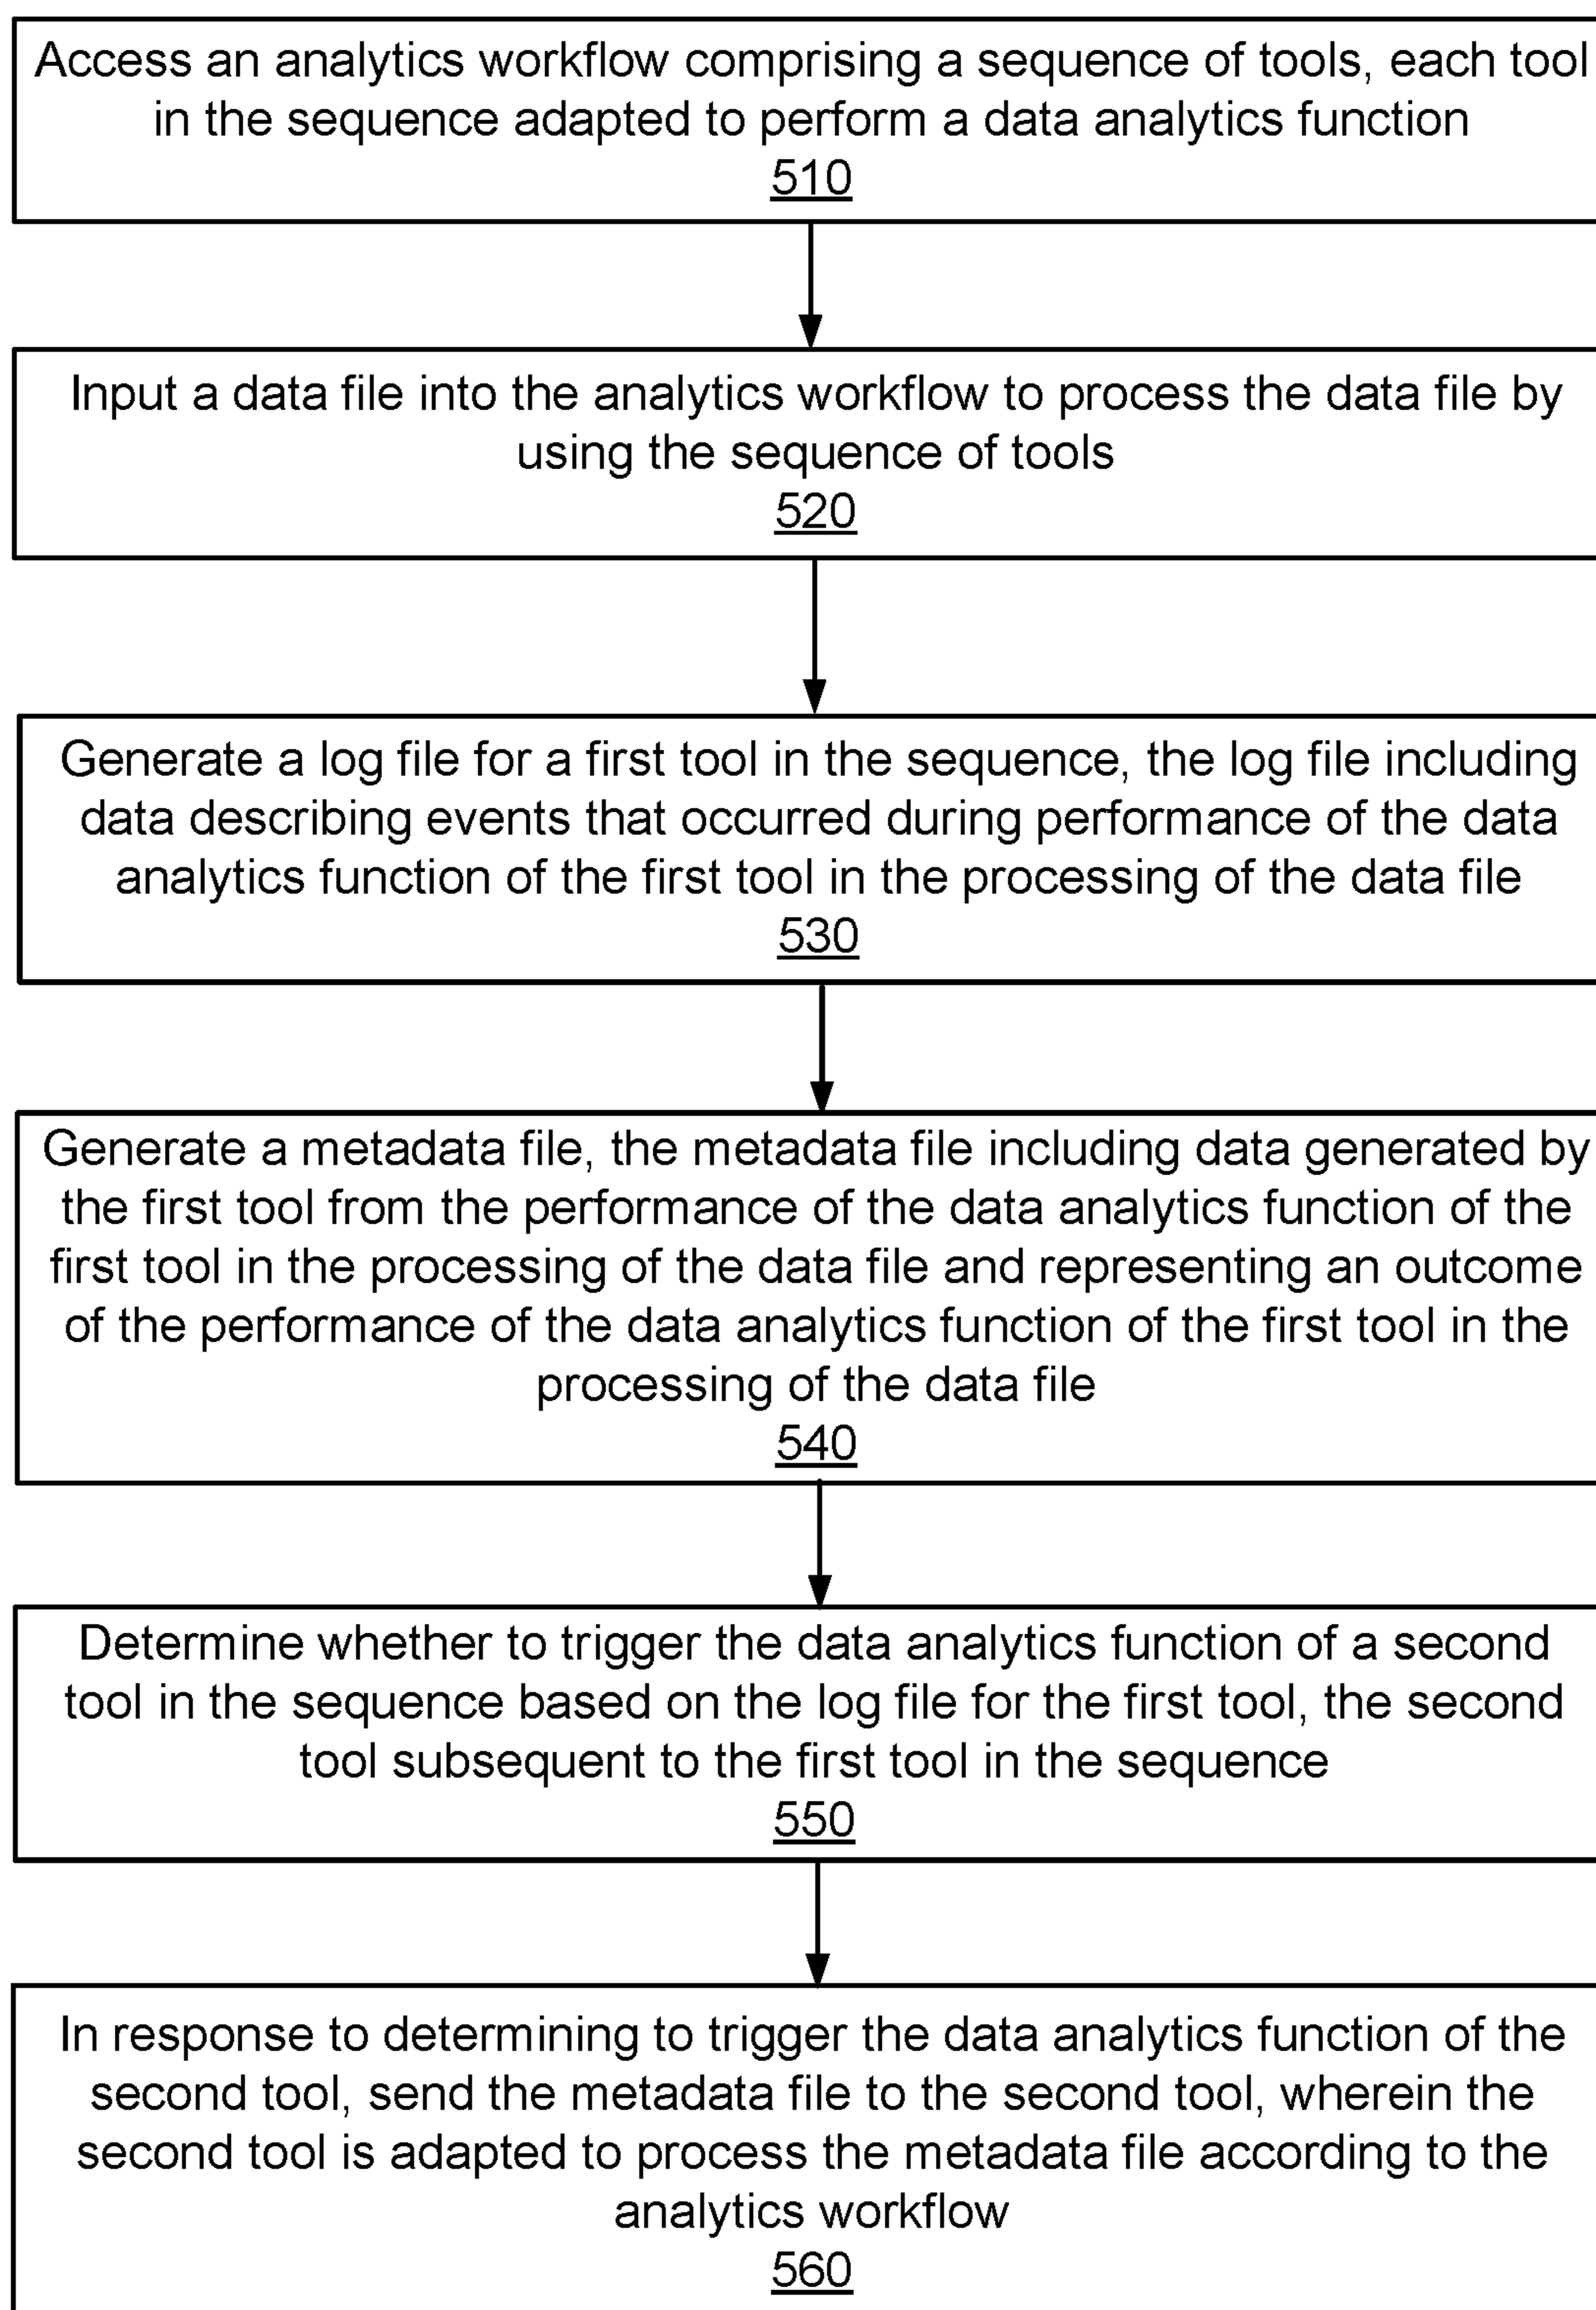 Access an analytics workflow comprising a sequence of tools, each tool
in the sequence adapted to perform a data analytics function
510
Input a data file into the analytics workflow to process the data file by
using the sequence of tools
520
Generate a log file for a first tool in the sequence, the log file including
data describing events that occurred during performance of the data
analytics function of the first tool in the processing of the data file
530
Generate a metadata file, the metadata file including data generated by
the first tool from the performance of the data analytics function of the
first tool in the processing of the data file and representing an outcome
of the performance of the data analytics function of the first tool in the
processing of the data file
540
Determine whether to trigger the data analytics function of a second
tool in the sequence based on the log file for the first tool, the second
tool subsequent to the first tool in the sequence
550
In response to determining to trigger the data analytics function of the
second tool, send the metadata file to the second tool, wherein the
second tool is adapted to process the metadata file according to the
analytics workflow
560